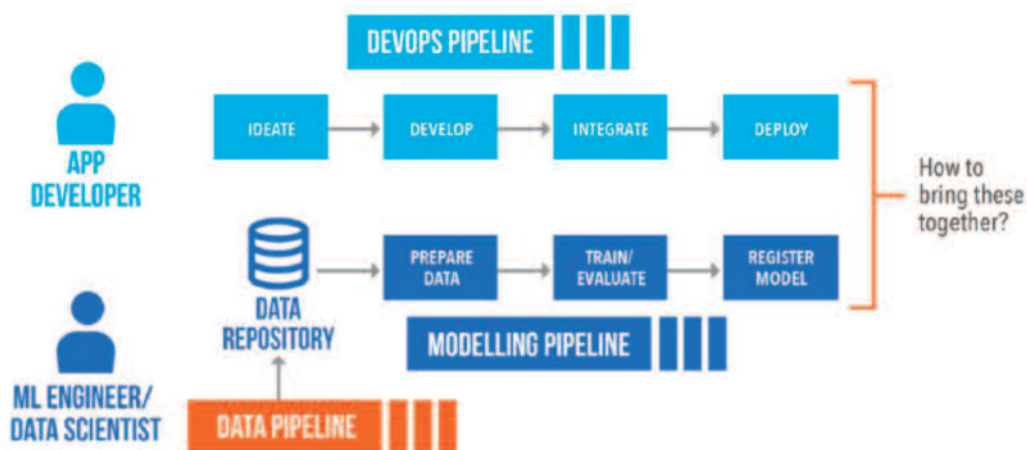 DEVOPS PIPELINE
IDEATE
DEVELOP
INTEGRATE
DEPLOY
APP
DEVELOPER
How to
bring these
together?
PREPARE
DATA
TRAIN/
EVALUATE
REGISTER
MODEL
DATA
REPOSITORY
MODELLING PIPELINE
ML ENGINEER/
DATA SCIENTIST
DATA PIPELINE